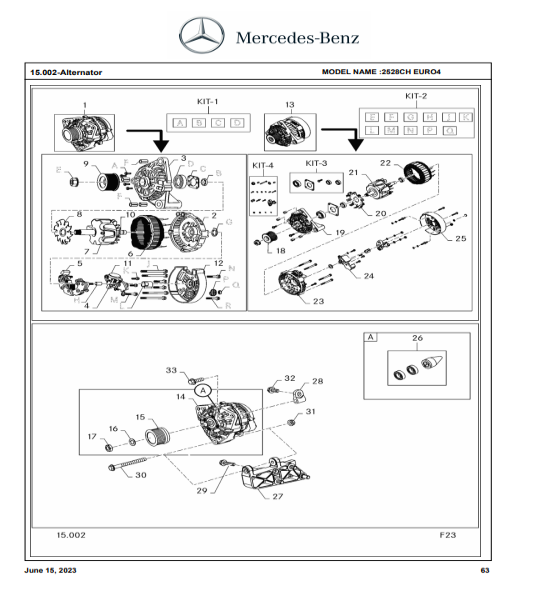 Mercedes-Benz
15.002-Alternator MODEL NAME :2528CH EURO4
KIT-1
A B C D
KIT-2
E F G H J K
L M N P Q
1
13
KIT-4
KIT-3
22
21
20
19
18
25
24
23
E
9
A
F
3
D
C
B
F
8
10
2
G
7
6
5
11
12
N
K
P
Q
H
4
M
L
R
A
26
33
A
14
32
28
31
15
16
17
30
29
27
15.002 F23
June 15, 2023 63